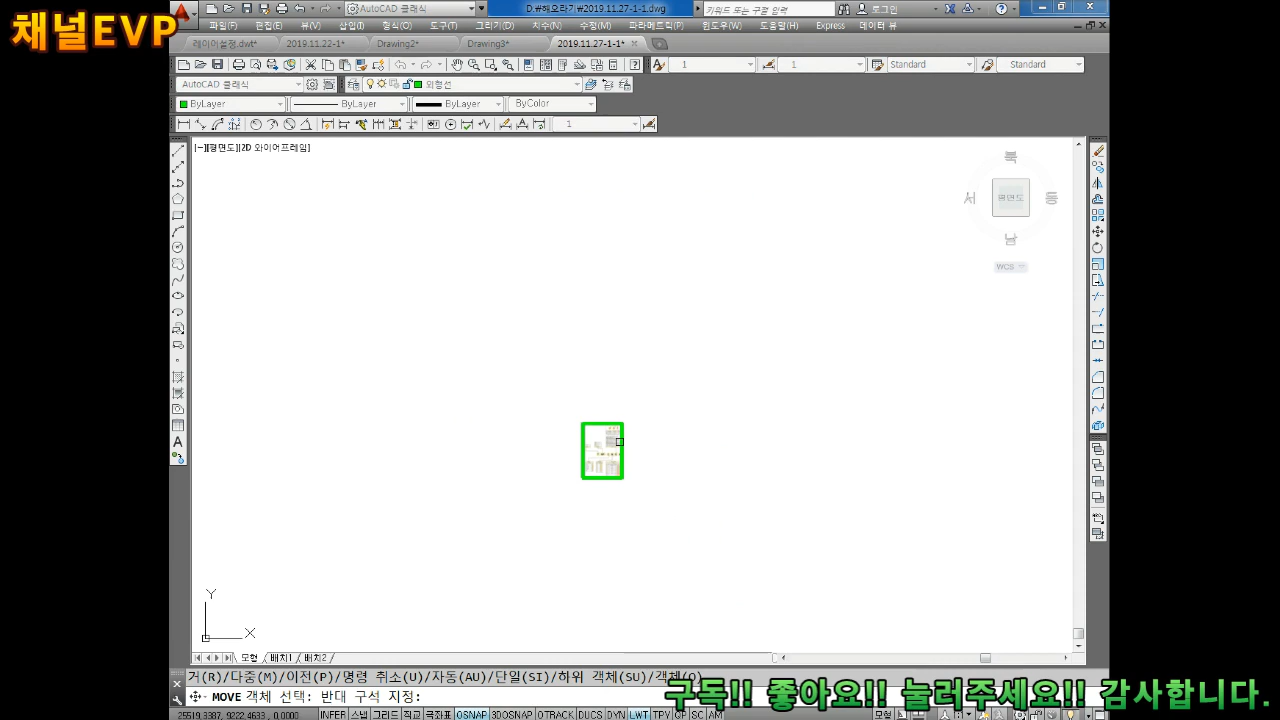 채널EVP
AutoCAD 클래식
D:₩해오라기₩2019.11.27-1-1.dwg
키워드 또는 구절 입력
로그인
파일(F) 편집(E) 뷰(V) 삽입(I) 형식(O) 도구(T) 그리기(D) 치수(N) 수정(M) 파라메트릭(P) 윈도우(W) 도움말(H) Express 데이터 뷰
레이어설정.dwt* 2019.11.22-1* Drawing2* Drawing3* 2019.11.27-1-1*
1 1 Standard Standard
AutoCAD 클래식 외형선
ByLayer ByLayer ByLayer ByColor
1
[-][평면도][2D 와이어프레임]
북
서 평면도 동
남
WCS
Y
X
모형 배치1 배치2
거(R)/다중(M)/이전(P)/명령 취소(U)/자동(AU)/단일(SI)/하위 객체(SU)/객체(O)
MOVE 객체 선택: 반대 구석 지정:
구독!! 좋아요!! 눌러주세요!! 감사합니다.
25519.3387, 9222.4633, 0.0000 INFER 스냅 그리드 직교 극좌표 OSNAP 3DOSNAP OTRACK DUCS DYN LWT TPY QP SC AM 모형